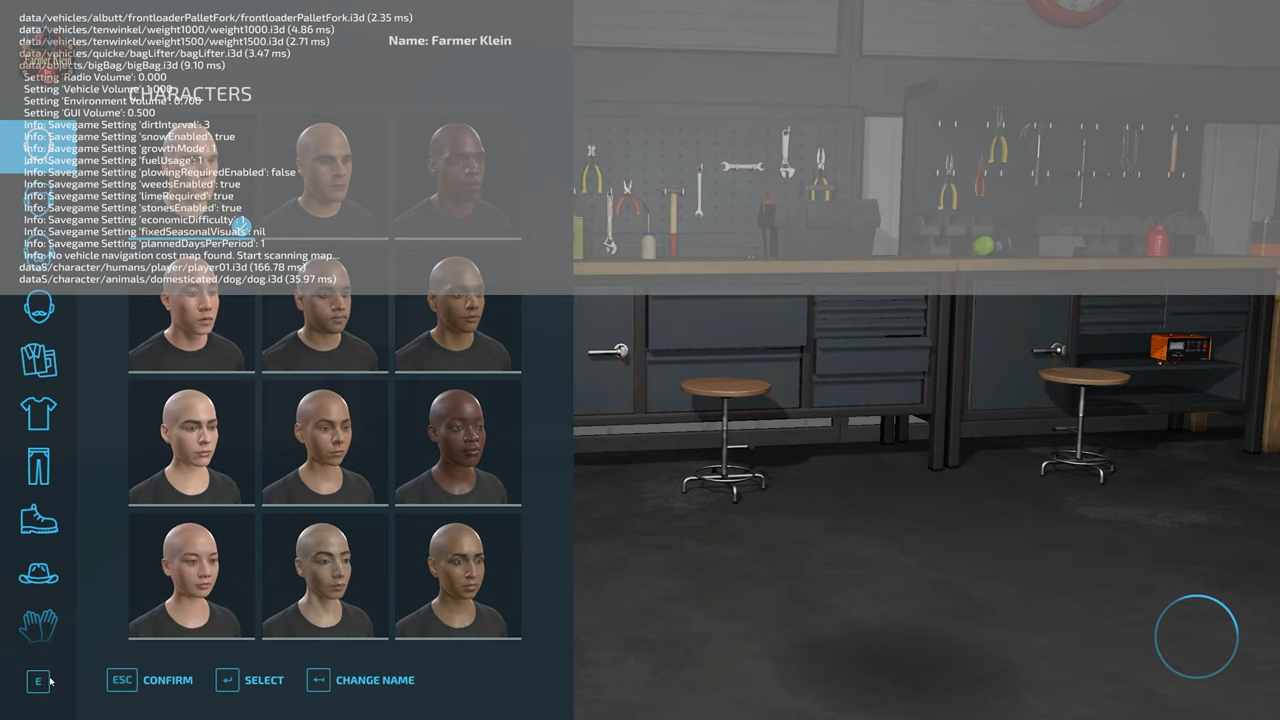 data/vehicles/albutt/frontloaderPalletFork/frontloaderPalletFork.i3d (2.35 ms)
data/vehicles/tenwinkel/weight1000/weight1000.i3d (4.86 ms)
data/vehicles/tenwinkel/weight1500/weight1500.i3d (2.71 ms)
Name: Farmer Klein
data/vehicles/quicke/bagLifter/bagLifter.i3d (3.47 ms)
Farmer Klein
data/objects/bigBag/bigBag.i3d (9.10 ms)
Setting 'Radio Volume': 0.000
Setting 'Vehicle Volume': 1.000
CHARACTERS
Setting 'Environment Volume': 0.700
Setting 'GUI Volume': 0.500
Info: Savegame Setting 'dirtInterval': 3
Info: Savegame Setting 'snowEnabled': true
Info: Savegame Setting 'growthMode': 1
Info: Savegame Setting 'fuelUsage': 1
Info: Savegame Setting 'plowingRequiredEnabled': false
Info: Savegame Setting 'weedsEnabled': true
Info: Savegame Setting 'limeRequired': true
Info: Savegame Setting 'stonesEnabled': true
Info: Savegame Setting 'economicDifficulty': 1
Info: Savegame Setting 'fixedSeasonalVisuals': nil
Info: Savegame Setting 'plannedDaysPerPeriod': 1
Info: No vehicle navigation cost map found. Start scanning map...
dataS/character/humans/player/player01.i3d (166.78 ms)
dataS/character/animals/domesticated/dog/dog.i3d (35.97 ms)
E
ESC CONFIRM
SELECT
CHANGE NAME